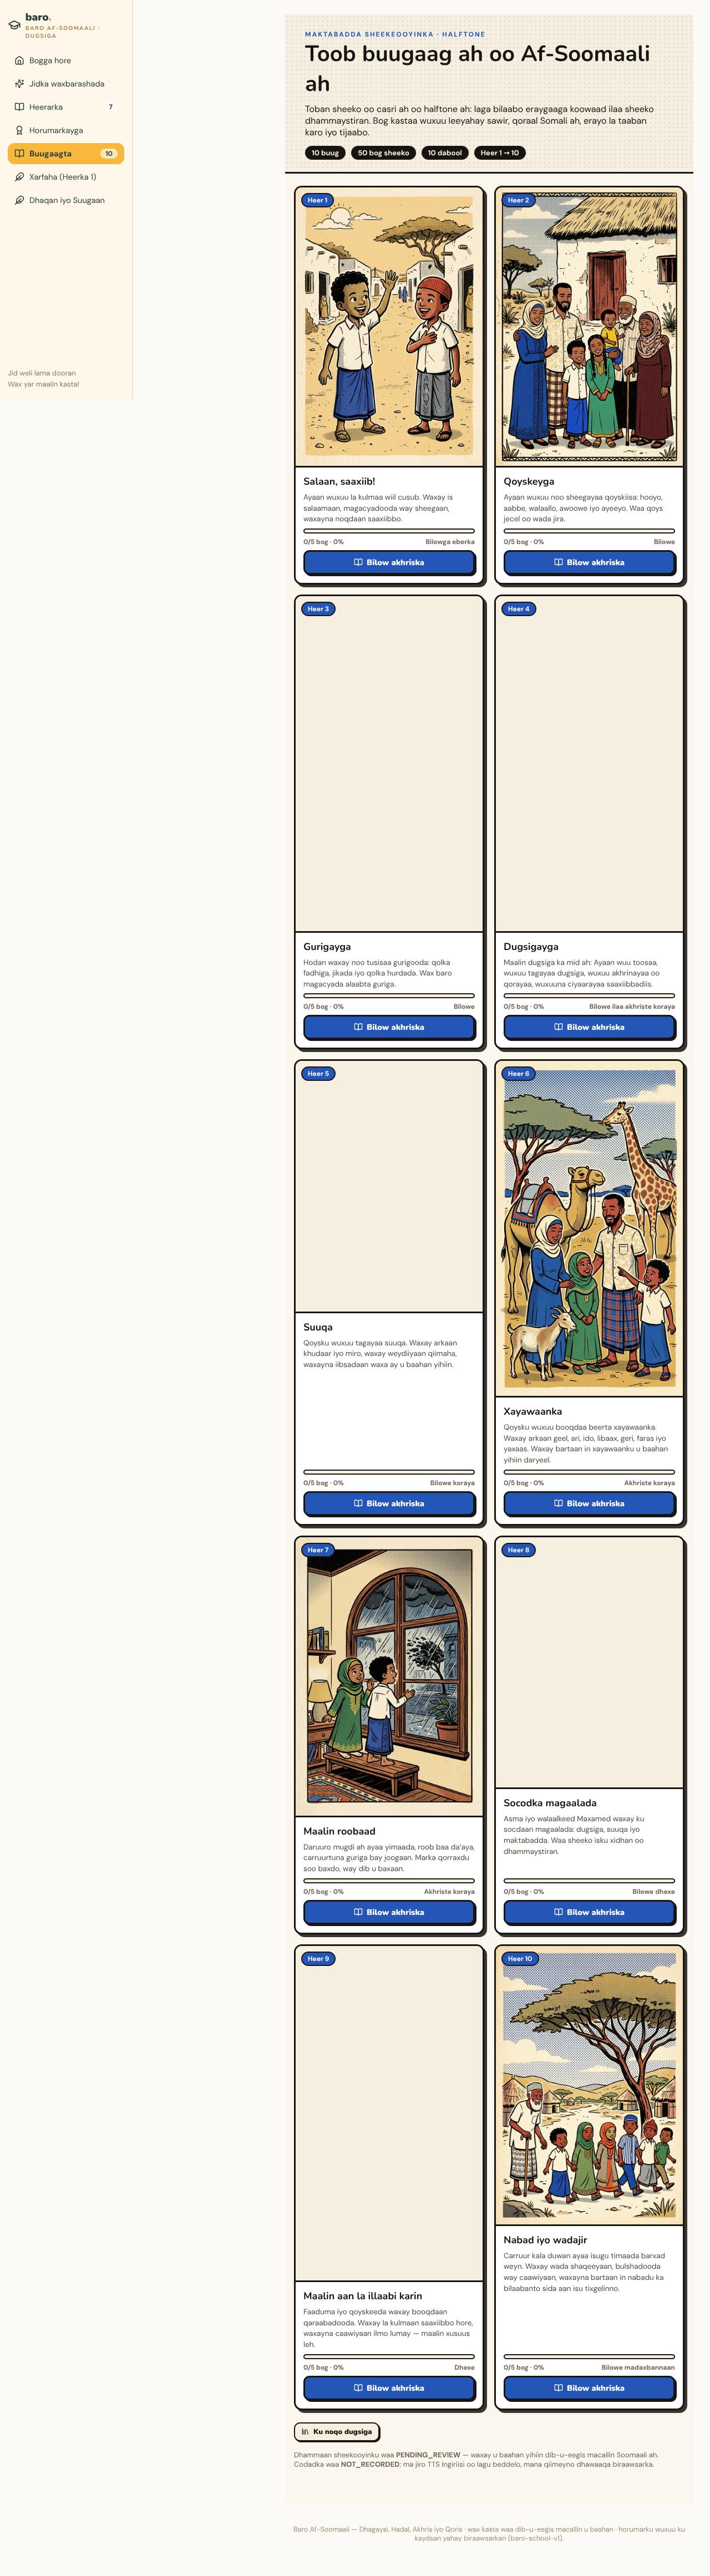 baro.
BARO AF-SOOMAALI ·
DUGSIGA
Bogga hore
Jidka waxbarashada
Heerarka 7
Horumarkayga
Buugaagta 10
Xarfaha (Heerka 1)
Dhaqan iyo Suugaan
Jid weli lama dooran
Wax yar maalin kasta!
MAKTABADDA SHEEKEOOYINKA · HALFTONE
Toob buugaag ah oo Af-Soomaali
ah
Toban sheeko oo casri ah oo halftone ah: laga bilaabo eraygaaga koowaad ilaa sheeko
dhammaystiran. Bog kastaa wuxuu leeyahay sawir, qoraal Somali ah, erayo la taaban
karo iyo tijaabo.
10 buug 50 bog sheeko 10 dabool Heer 1 → 10
Heer 1
Salaan, saaxiib!
Ayaan wuxuu la kulmaa wiil cusub. Waxay is
salaamaan, magacyadooda way sheegaan,
waxayna noqdaan saaxiibbo.
0/5 bog · 0% Bilowga eberka
Bilow akhriska
Heer 2
Qoyskeyga
Ayaan wuxuu noo sheegayaa qoyskiisa: hooyo,
aabbe, walaallo, awoowe iyo ayeeyo. Waa qoys
jecel oo wada jira.
0/5 bog · 0% Bilowe
Bilow akhriska
Heer 3
Gurigayga
Hodan waxay noo tusisaa gurigooda: qolka
fadhiga, jikada iyo qolka hurdada. Wax baro
magacyada alaabta guriga.
0/5 bog · 0% Bilowe
Bilow akhriska
Heer 4
Dugsigayga
Maalin dugsiga ka mid ah: Ayaan wuu toosaa,
wuxuu tagayaa dugsiga, wuxuu akhrinayaa oo
qorayaa, wuxuuna ciyaarayaa saaxiibbadiis.
0/5 bog · 0% Bilowe ilaa akhriste koraya
Bilow akhriska
Heer 5
Suuqa
Qoysku wuxuu tagayaa suuqa. Waxay arkaan
khudaar iyo miro, waxay weydiiyaan qiimaha,
waxayna iibsadaan waxa ay u baahan yihiin.
0/5 bog · 0% Bilowe koraya
Bilow akhriska
Heer 6
Xayawaanka
Qoysku wuxuu booqdaa beerta xayawaanka.
Waxay arkaan geel, ari, ido, libaax, geri, faras iyo
yaxaas. Waxay bartaan in xayawaanku u baahan
yihiin daryeel.
0/5 bog · 0% Akhriste koraya
Bilow akhriska
Heer 7
Maalin roobaad
Daruuro mugdi ah ayaa yimaada, roob baa da'aya,
carruurtuna guriga bay joogaan. Marka qorraxdu
soo baxdo, way dib u baxaan.
0/5 bog · 0% Akhriste koraya
Bilow akhriska
Heer 8
Socodka magaalada
Asma iyo walaalkeed Maxamed waxay ku
socdaan magaalada: dugsiga, suuqa iyo
maktabadda. Waa sheeko isku xidhan oo
dhammaystiran.
0/5 bog · 0% Bilowe dhexe
Bilow akhriska
Heer 9
Maalin aan la illaabi karin
Faaduma iyo qoyskeeda waxay booqdaan
qaraabadooda. Waxay la kulmaan saaxiibbo hore,
waxayna caawiyaan ilmo lumay — maalin xusuus
leh.
0/5 bog · 0% Dhexe
Bilow akhriska
Heer 10
Nabad iyo wadajir
Carruur kala duwan ayaa isugu timaada barxad
weyn. Waxay wada shaqeeyaan, bulshadooda
way caawiyaan, waxayna bartaan in nabadu ka
bilaabanto sida aan isu tixgelinno.
0/5 bog · 0% Bilowe madaxbannaan
Bilow akhriska
Ku noqo dugsiga
Dhammaan sheekooyinku waa PENDING_REVIEW — waxay u baahan yihiin dib-u-eegis macallin Soomaali ah.
Codadka waa NOT_RECORDED: ma jiro TTS Ingiriisi oo lagu beddelo, mana qiimeyno dhawaaqa biraawsarka.
Baro Af-Soomaali — Dhagaysi, Hadal, Akhris iyo Qoris · wax kasta waa dib-u-eegis macallin u baahan · horumarku wuxuu ku
kaydsan yahay biraawsarkan (baro-school-v1).